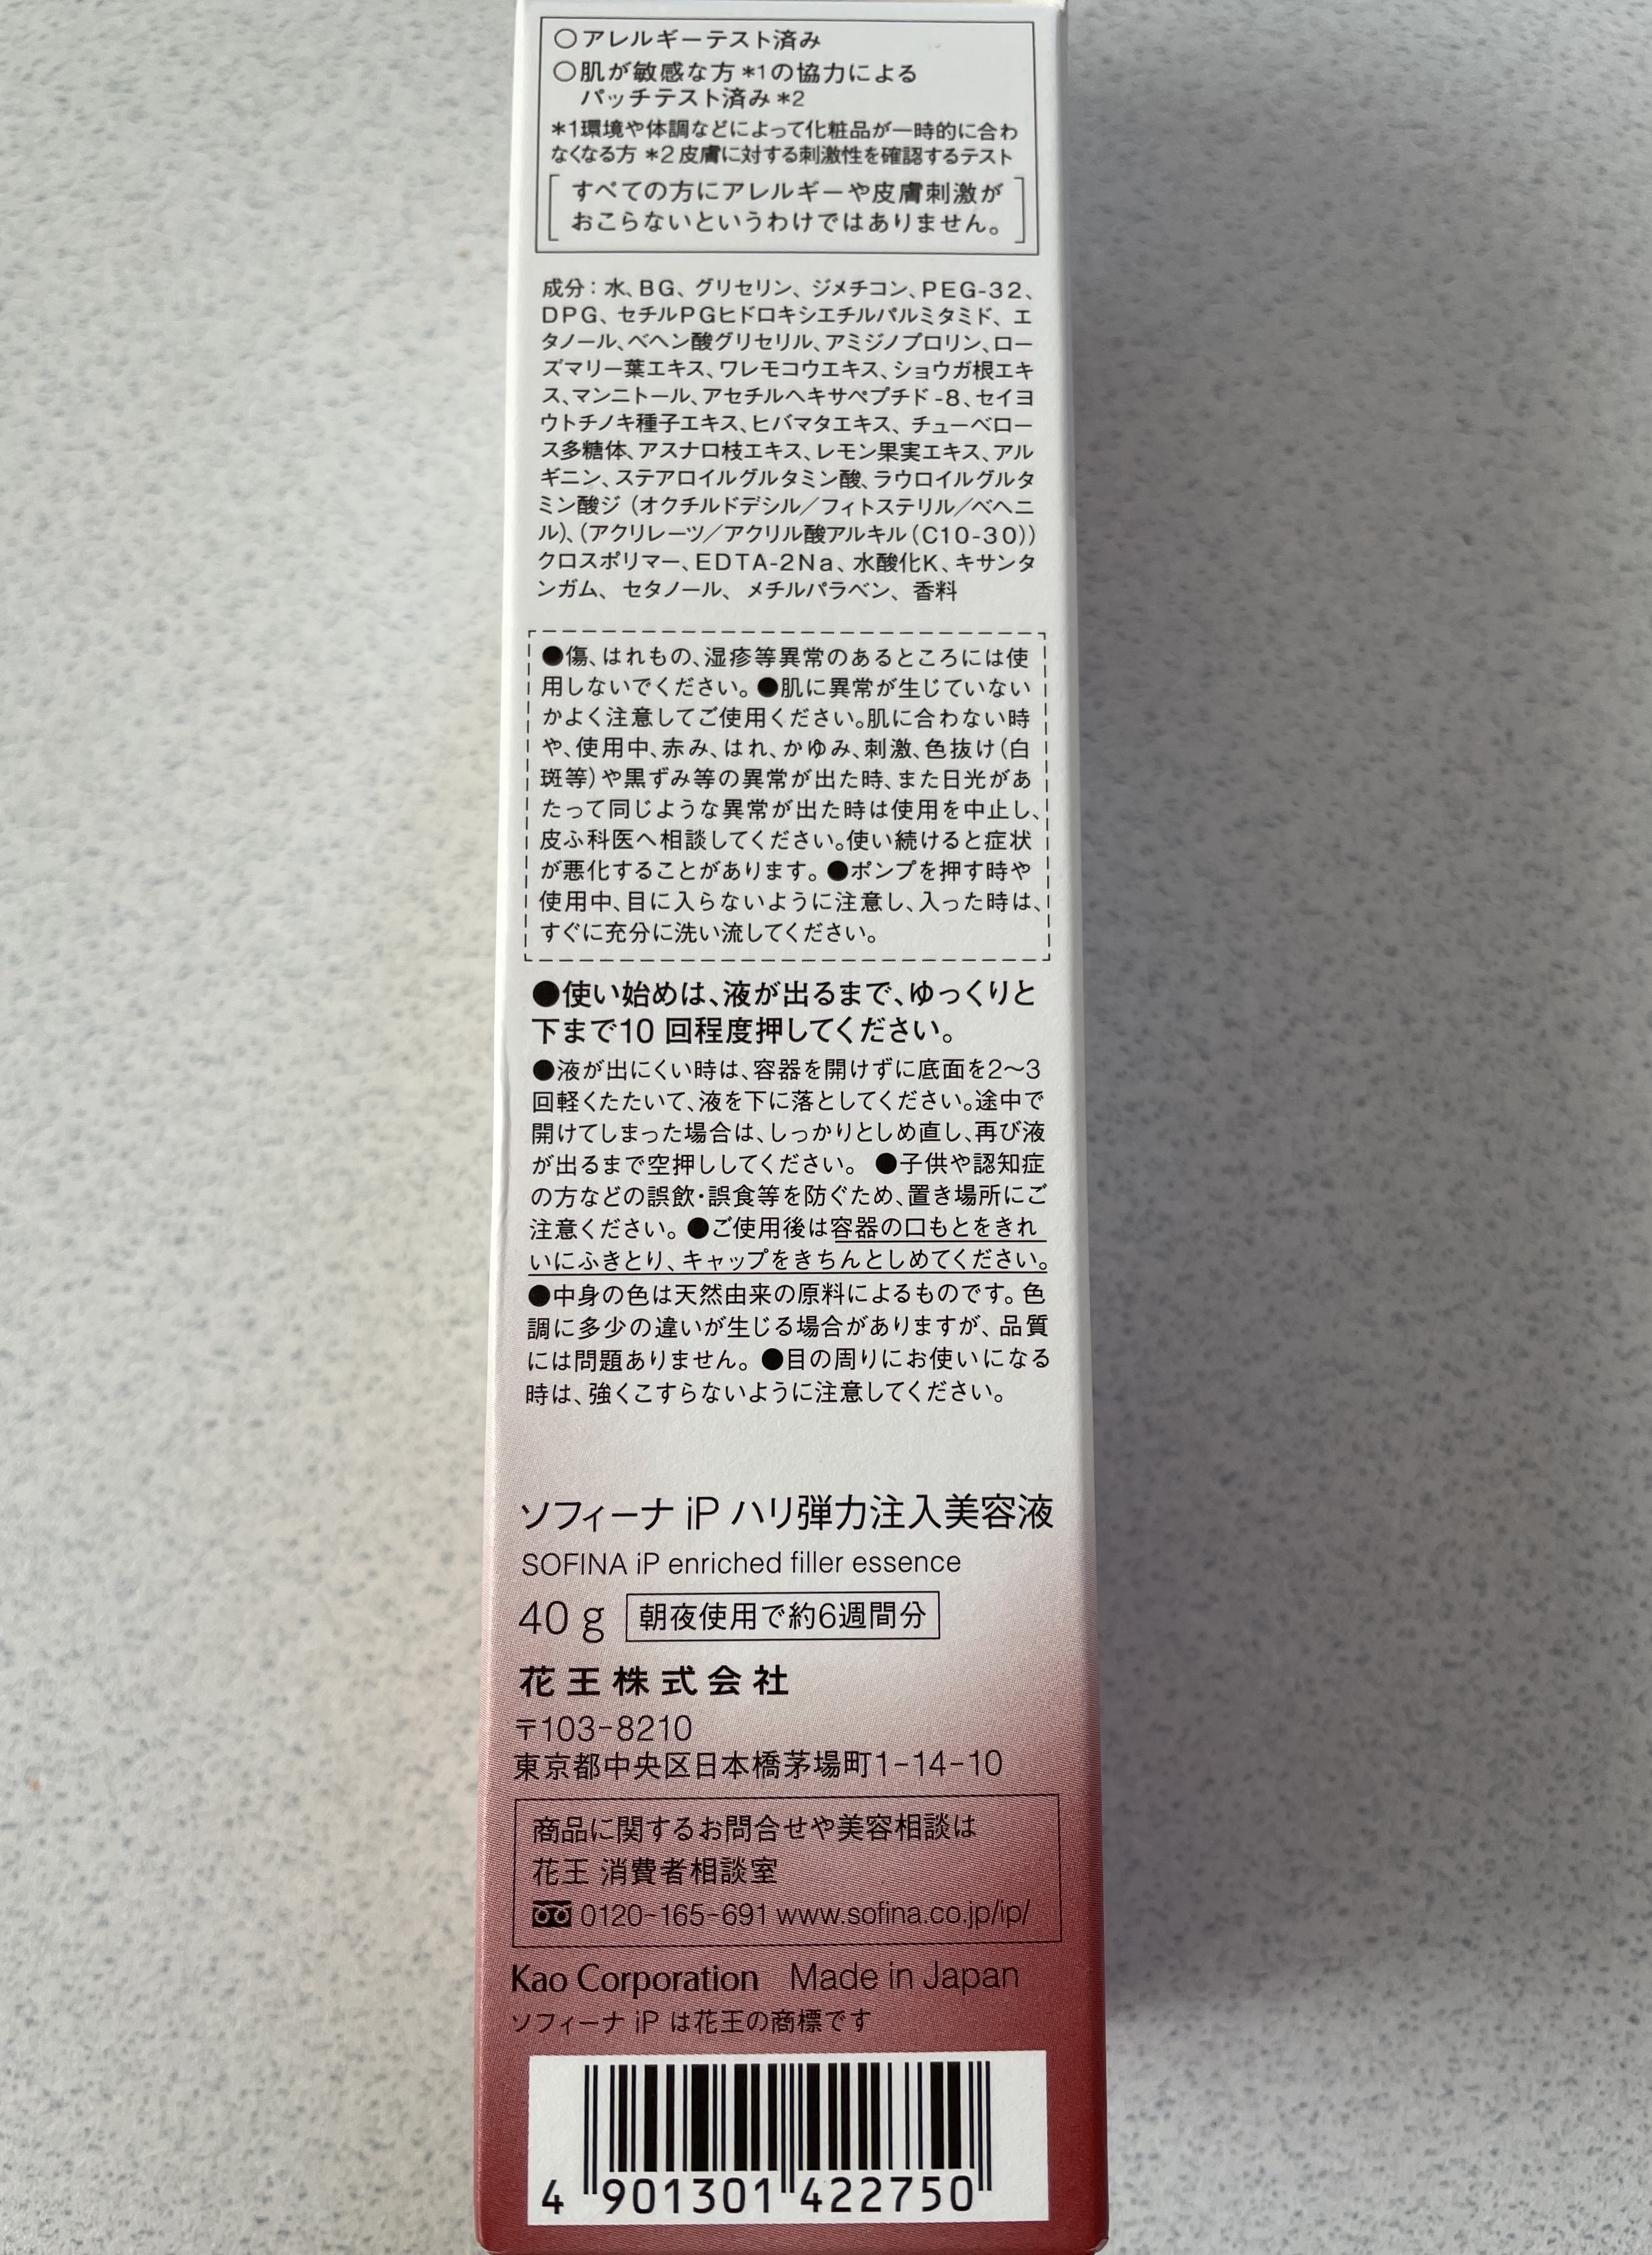 ○アレルギーテスト済み
○肌が敏感な方*1の協力による
パッチテスト済み*2
*1環境や体調などによって化粧品が一時的に合わ
なくなる方 *2皮膚に対する刺激性を確認するテスト
すべての方にアレルギーや皮膚刺激が
おこらないというわけではありません。
成分：水、BG、グリセリン、ジメチコン、PEG-32、
DPG、セチルPGヒドロキシエチルパルミタミド、エ
タノール、ベヘン酸グリセリル、アミジノプロリン、ロー
ズマリー葉エキス、ワレモコウエキス、ショウガ根エキ
ス、マンニトール、アセチルヘキサペプチド-8、セイヨ
ウトチノキ種子エキス、ヒバマタエキス、チューベロー
ス多糖体、アスナロ枝エキス、レモン果実エキス、アル
ギニン、ステアロイルグルタミン酸、ラウロイルグルタ
ミン酸ジ（オクチルドデシル／フィトステリル／ベヘニ
ル）、（アクリレーツ／アクリル酸アルキル（C10-30））
クロスポリマー、EDTA-2Na、水酸化K、キサンタ
ンガム、セタノール、メチルパラベン、香料
●傷、はれもの、湿疹等異常のあるところには使
用しないでください。●肌に異常が生じていない
かよく注意してご使用ください。肌に合わない時
や、使用中、赤み、はれ、かゆみ、刺激、色抜け（白
斑等）や黒ずみ等の異常が出た時、また日光があ
たって同じような異常が出た時は使用を中止し、
皮ふ科医へ相談してください。使い続けると症状
が悪化することがあります。●ポンプを押す時や
使用中、目に入らないように注意し、入った時は、
すぐに充分に洗い流してください。
●使い始めは、液が出るまで、ゆっくりと
下まで10回程度押してください。
●液が出にくい時は、容器を開けずに底面を2〜3
回軽くたたいて、液を下に落としてください。途中で
開けてしまった場合は、しっかりとしめ直し、再び液
が出るまで空押ししてください。●子供や認知症
の方などの誤飲・誤食等を防ぐため、置き場所にご
注意ください。●ご使用後は容器の口もとをきれ
いにふきとり、キャップをきちんとしめてください。
●中身の色は天然由来の原料によるものです。色
調に多少の違いが生じる場合がありますが、品質
には問題ありません。●目の周りにお使いになる
時は、強くこすらないように注意してください。
ソフィーナ iP ハリ弾力注入美容液
SOFINA iP enriched filler essence
40 g 朝夜使用で約6週間分
花王株式会社
〒103-8210
東京都中央区日本橋茅場町1-14-10
商品に関するお問合せや美容相談は
花王 消費者相談室
0120-165-691 www.sofina.co.jp/ip/
Kao Corporation Made in Japan
ソフィーナ iP は花王の商標です
4 901301 422750